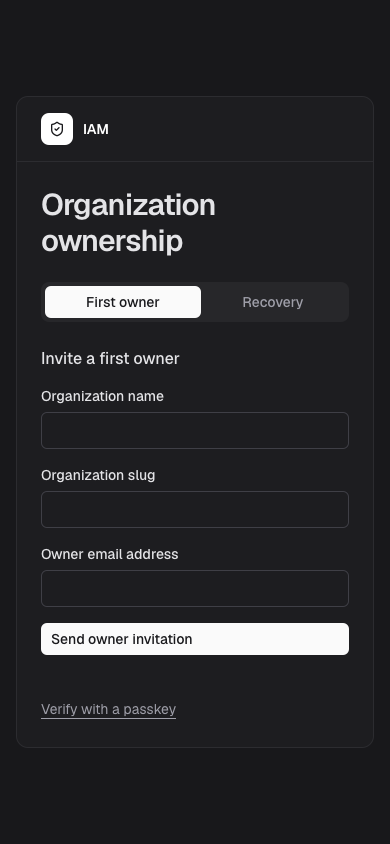 IAM
Organization
ownership
First owner
Recovery
Invite a first owner
Organization name
Organization slug
Owner email address
Send owner invitation
Verify with a passkey